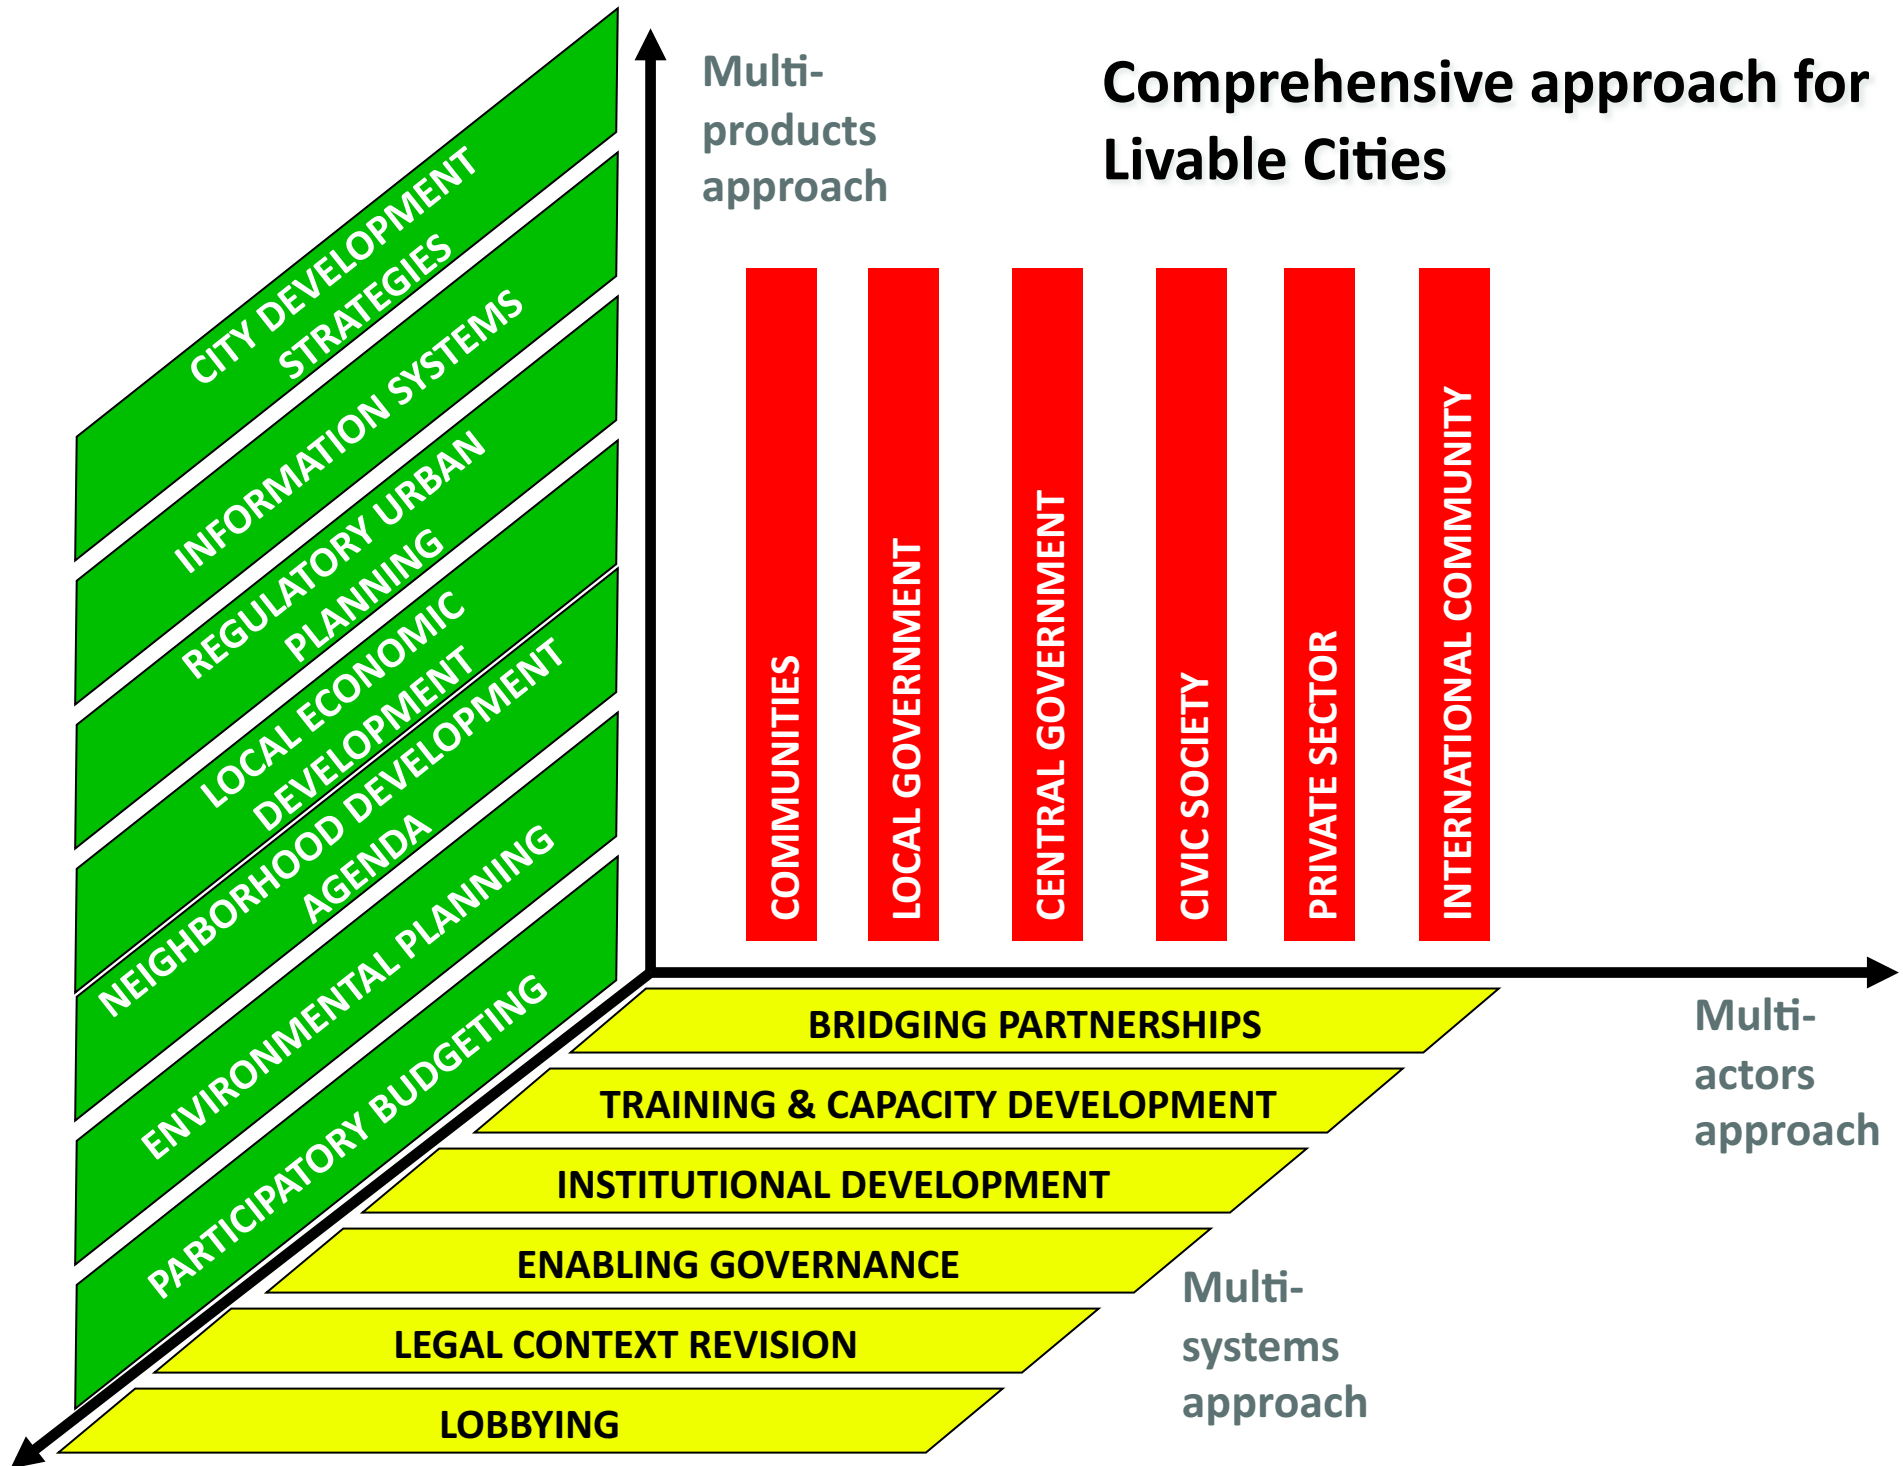 Comprehensive approach for
Livable Cities
Multi-
products
approach
CITY DEVELOPMENT
STRATEGIES
INFORMATION SYSTEMS
REGULATORY URBAN
PLANNING
LOCAL ECONOMIC
DEVELOPMENT
NEIGHBORHOOD DEVELOPMENT
AGENDA
ENVIRONMENTAL PLANNING
PARTICIPATORY BUDGETING
COMMUNITIES
LOCAL GOVERNMENT
CENTRAL GOVERNMENT
CIVIC SOCIETY
PRIVATE SECTOR
INTERNATIONAL COMMUNITY
Multi-
actors
approach
BRIDGING PARTNERSHIPS
TRAINING & CAPACITY DEVELOPMENT
INSTITUTIONAL DEVELOPMENT
ENABLING GOVERNANCE
LEGAL CONTEXT REVISION
LOBBYING
Multi-
systems
approach